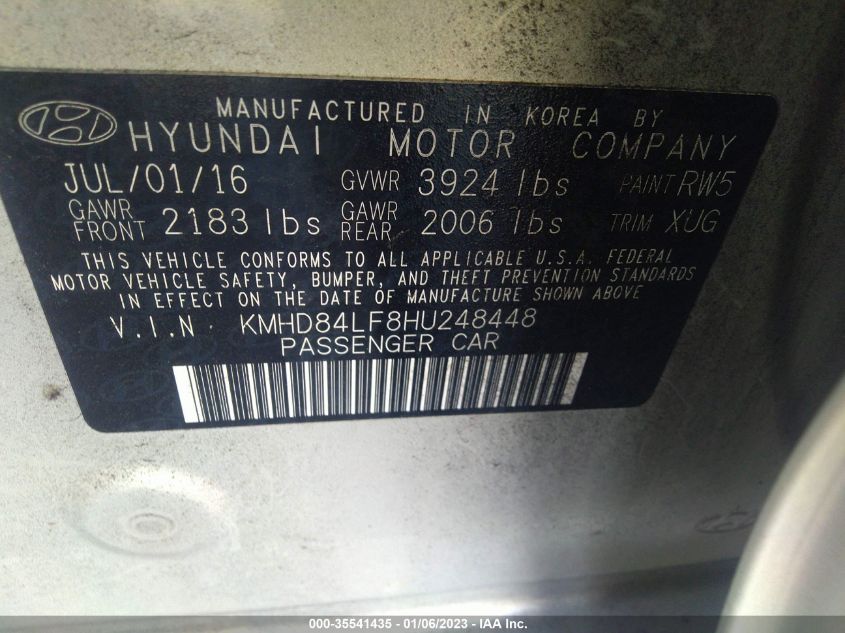 MANUFACTURED IN KOREA BY
HYUNDAI MOTOR COMPANY
JUL/01/16 GVWR 3924 lbs PAINT RW5
GAWR FRONT 2183 lbs GAWR REAR 2006 lbs TRIM XUG
THIS VEHICLE CONFORMS TO ALL APPLICABLE U.S.A. FEDERAL
MOTOR VEHICLE SAFETY, BUMPER, AND THEFT PREVENTION STANDARDS
IN EFFECT ON THE DATE OF MANUFACTURE SHOWN ABOVE
V.I.N : KMHD84LF8HU248448
PASSENGER CAR
000-35541435 - 01/06/2023 - IAA Inc.